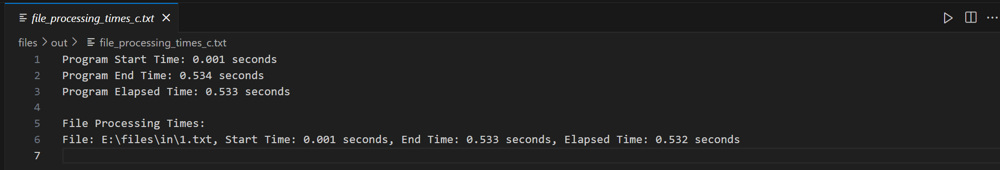 file_processing_times_c.txt
files > out > file_processing_times_c.txt
1 Program Start Time: 0.001 seconds
2 Program End Time: 0.534 seconds
3 Program Elapsed Time: 0.533 seconds
4
5 File Processing Times:
6 File: E:\files\in\1.txt, Start Time: 0.001 seconds, End Time: 0.533 seconds, Elapsed Time: 0.532 seconds
7